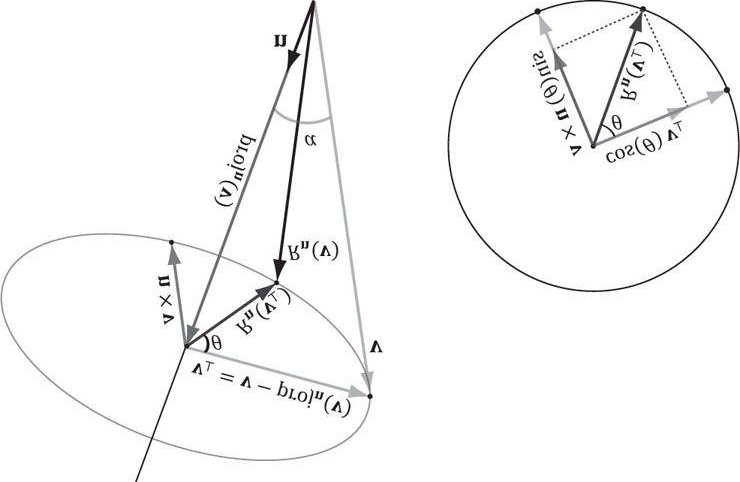 n
α
proj_n(v)
R_n(v)
n × v
R_n(v⊥)
θ
v
v⊥ = v − proj_n(v)
sin(θ) n × v
R_n(v⊥)
θ
cos(θ) v⊥